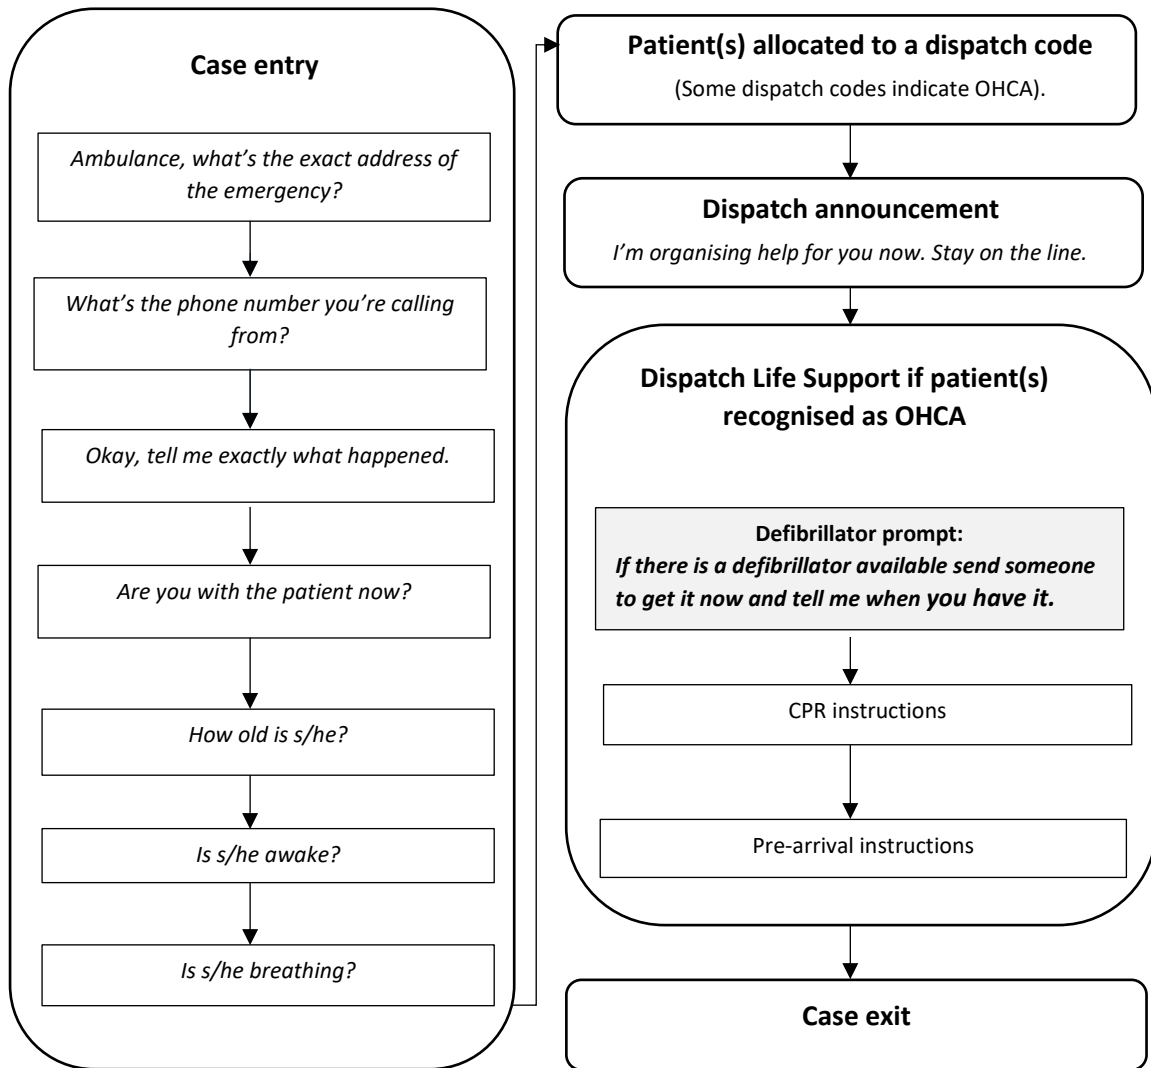 Case entry
Ambulance, what's the exact address of
the emergency?
What's the phone number you're calling
from?
Okay, tell me exactly what happened.
Are you with the patient now?
How old is s/he?
Is s/he awake?
Is s/he breathing?
Patient(s) allocated to a dispatch code
(Some dispatch codes indicate OHCA).
Dispatch announcement
I'm organising help for you now. Stay on the line.
Dispatch Life Support if patient(s)
recognised as OHCA
Defibrillator prompt:
If there is a defibrillator available send someone
to get it now and tell me when you have it.
CPR instructions
Pre-arrival instructions
Case exit